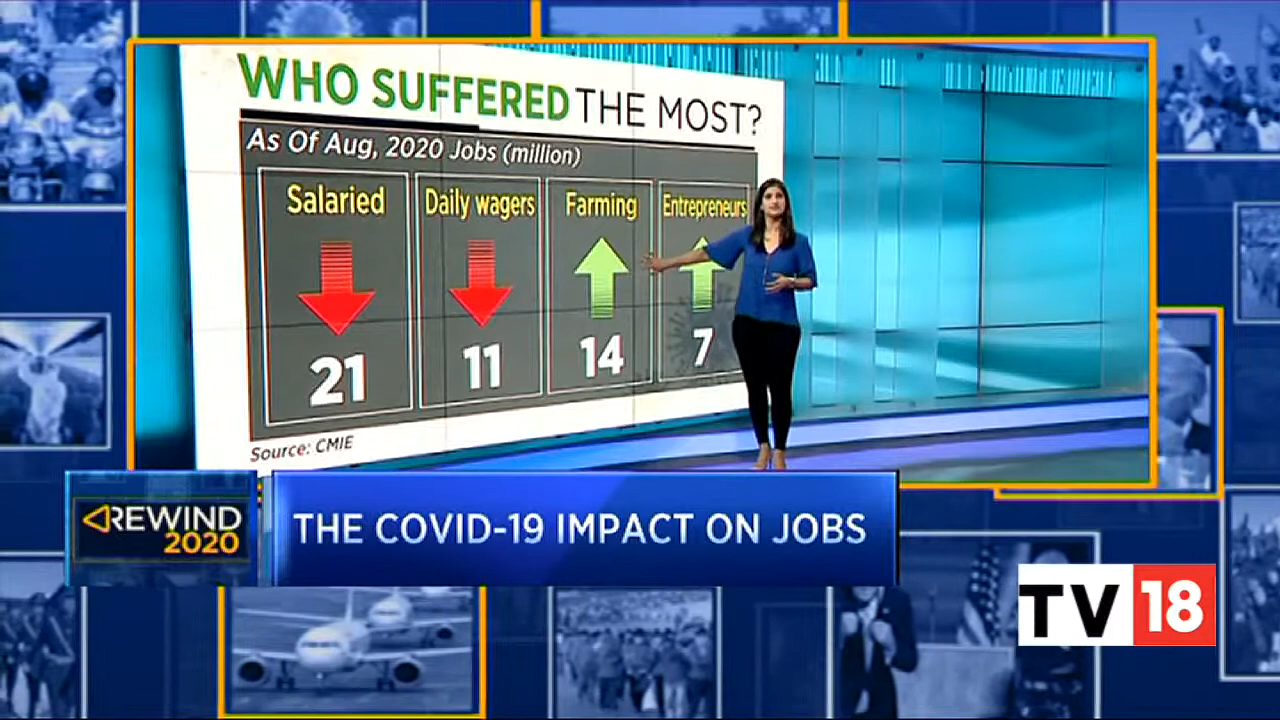 WHO SUFFERED THE MOST?
As Of Aug, 2020 Jobs (million)
Salaried Daily wagers Farming Entrepreneurs
21 11 14 7
Source: CMIE
REWIND
2020
THE COVID-19 IMPACT ON JOBS
TV18